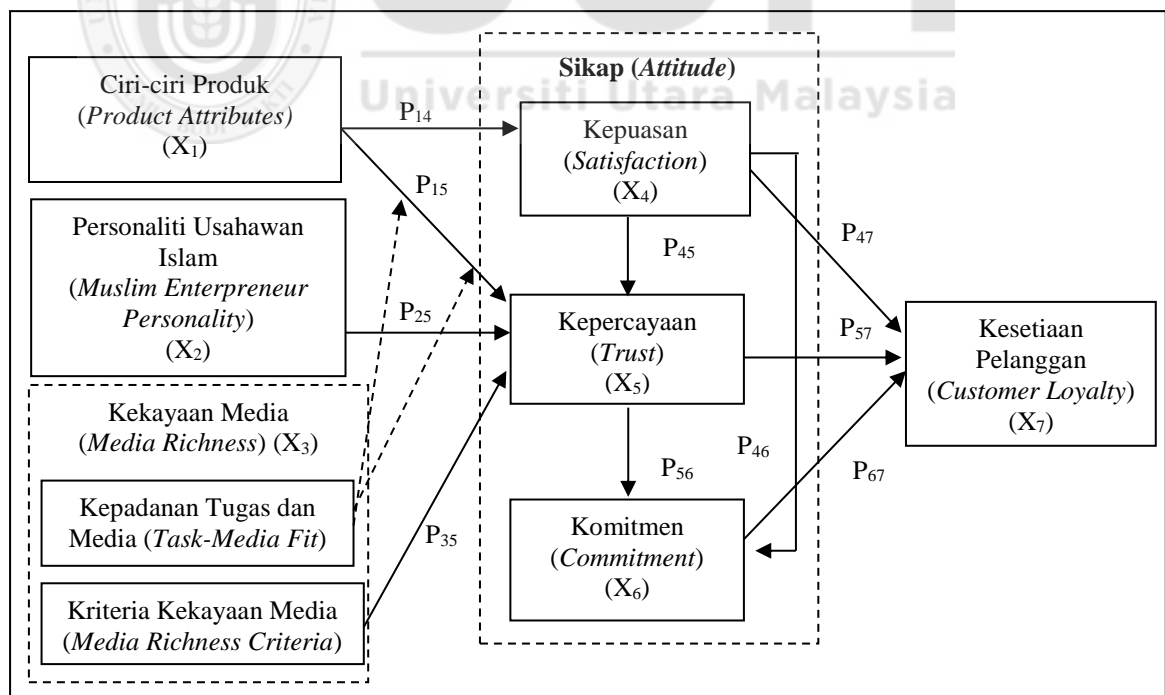 Universiti Utara Malaysia
Ciri-ciri Produk
(Product Attributes)
(X₁)
Personaliti Usahawan
Islam
(Muslim Enterpreneur
Personality)
(X₂)
Kekayaan Media
(Media Richness) (X₃)
Kepadanan Tugas dan
Media (Task-Media Fit)
Kriteria Kekayaan Media
(Media Richness Criteria)
P₁₄
P₁₅
P₂₅
P₃₅
Sikap (Attitude)
Kepuasan
(Satisfaction)
(X₄)
P₄₅
Kepercayaan
(Trust)
(X₅)
P₅₆
P₄₆
Komitmen
(Commitment)
(X₆)
P₄₇
P₅₇
P₆₇
Kesetiaan
Pelanggan
(Customer Loyalty)
(X₇)